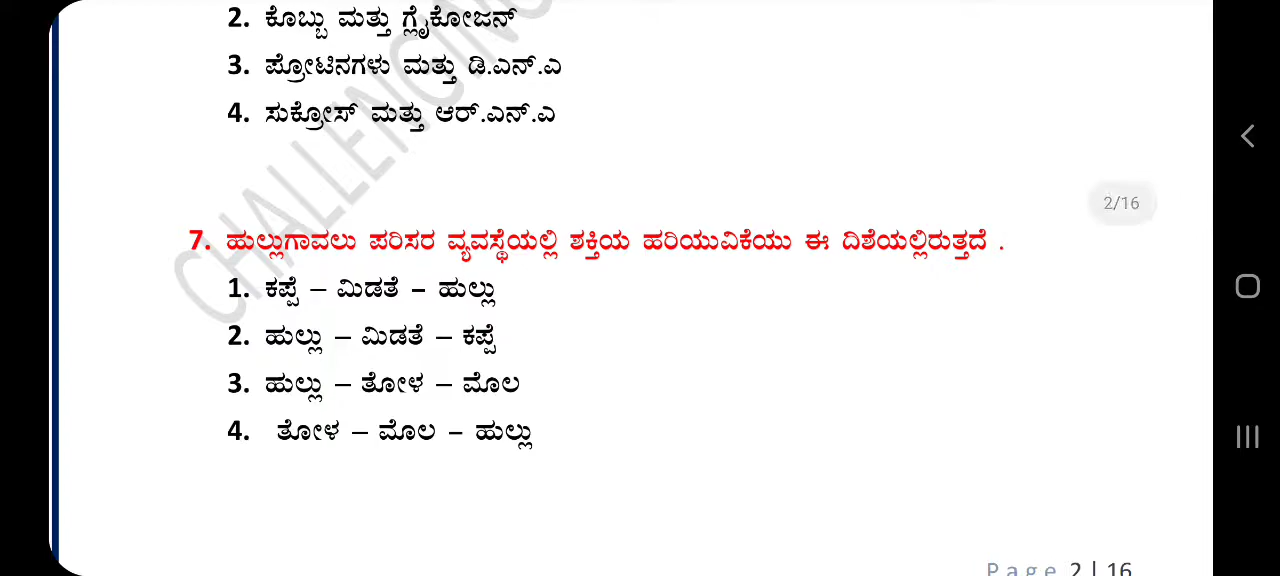 2. ಕೊಬ್ಬು ಮತ್ತು ಗ್ಲೈಕೋಜನ್
3. ಪ್ರೋಟಿನಗಳು ಮತ್ತು ಡಿ.ಎನ್.ಎ
4. ಸುಕ್ರೋಸ್ ಮತ್ತು ಆರ್.ಎನ್.ಎ
2/16
7. ಹುಲ್ಲುಗಾವಲು ಪರಿಸರ ವ್ಯವಸ್ಥೆಯಲ್ಲಿ ಶಕ್ತಿಯ ಹರಿಯುವಿಕೆಯು ಈ ದಿಶೆಯಲ್ಲಿರುತ್ತದೆ .
1. ಕಪ್ಪೆ – ಮಿಡತೆ – ಹುಲ್ಲು
2. ಹುಲ್ಲು – ಮಿಡತೆ – ಕಪ್ಪೆ
3. ಹುಲ್ಲು – ತೋಳ – ಮೊಲ
4. ತೋಳ – ಮೊಲ – ಹುಲ್ಲು
Page 2 | 16